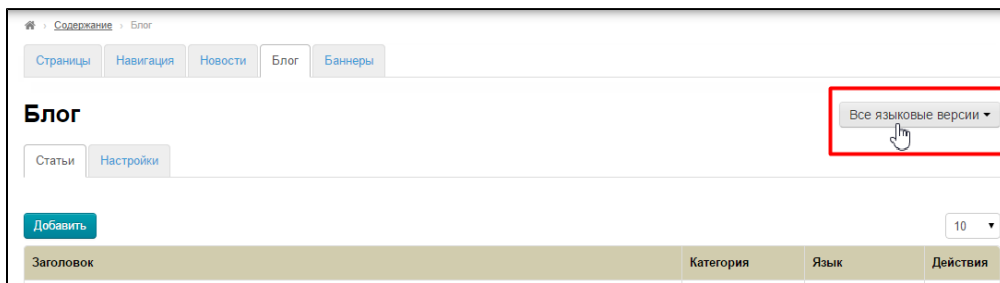 Содержание › Блог
Страницы Навигация Новости Блог Баннеры
Блог
Все языковые версии
Статьи Настройки
Добавить
10
Заголовок Категория Язык Действия